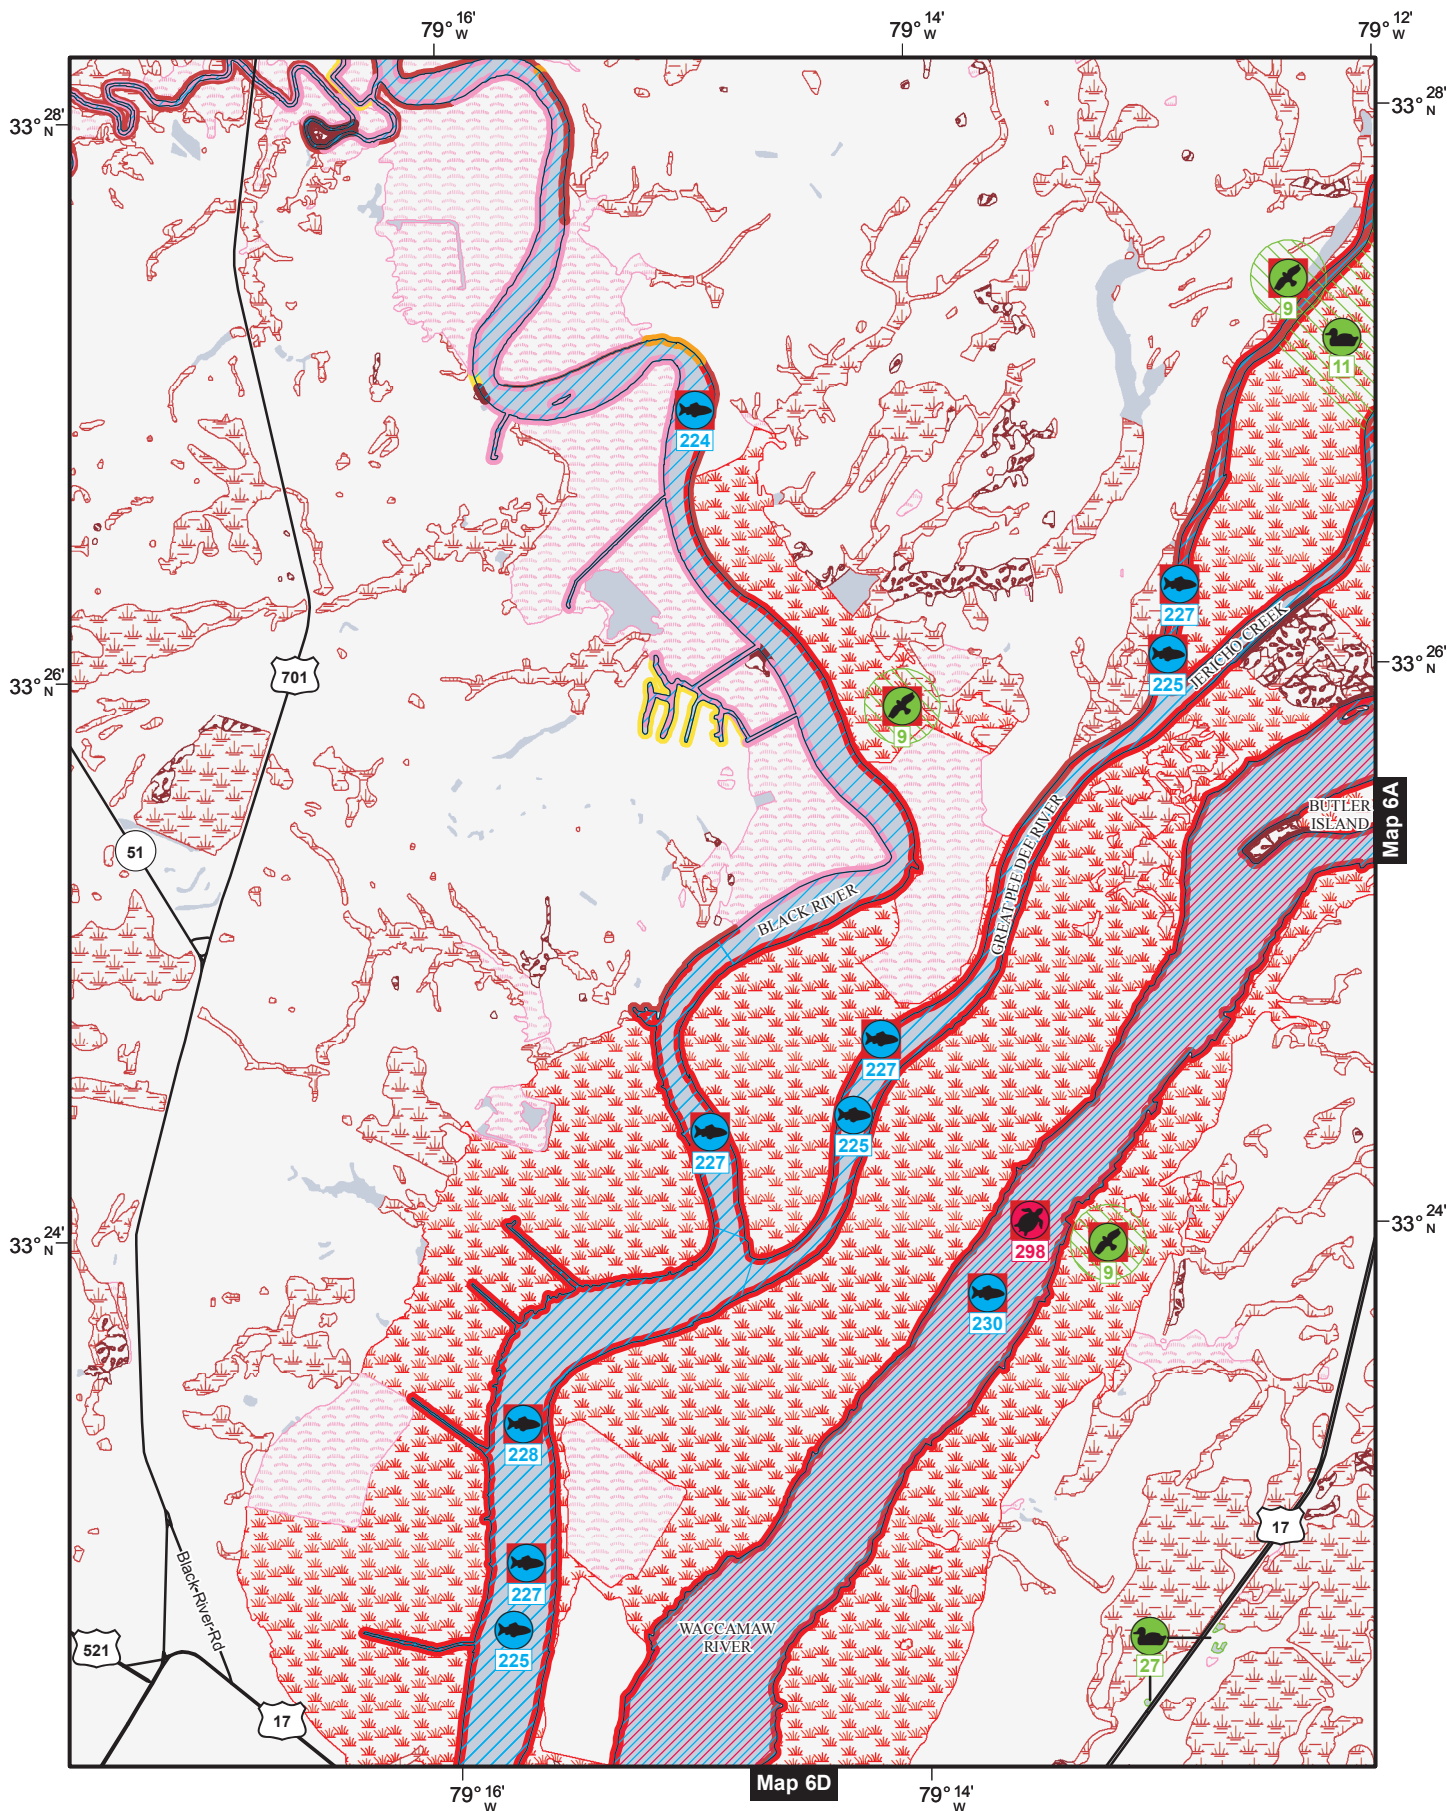 79° 16' W
79° 14' W
79° 12' W
33° 28' N
33° 28' N
9
11
224
227
701
33° 26' N
33° 26' N
225
JERICHO CREEK
9
BUTLER
ISLAND
Map 6A
51
GREAT PEE DEE RIVER
BLACK RIVER
227
225
227
33° 24' N
33° 24' N
298
9
230
228
17
227
Black-River-Rd
WACCAMAW
RIVER
521
225
27
17
Map 6D
79° 16' W
79° 14' W